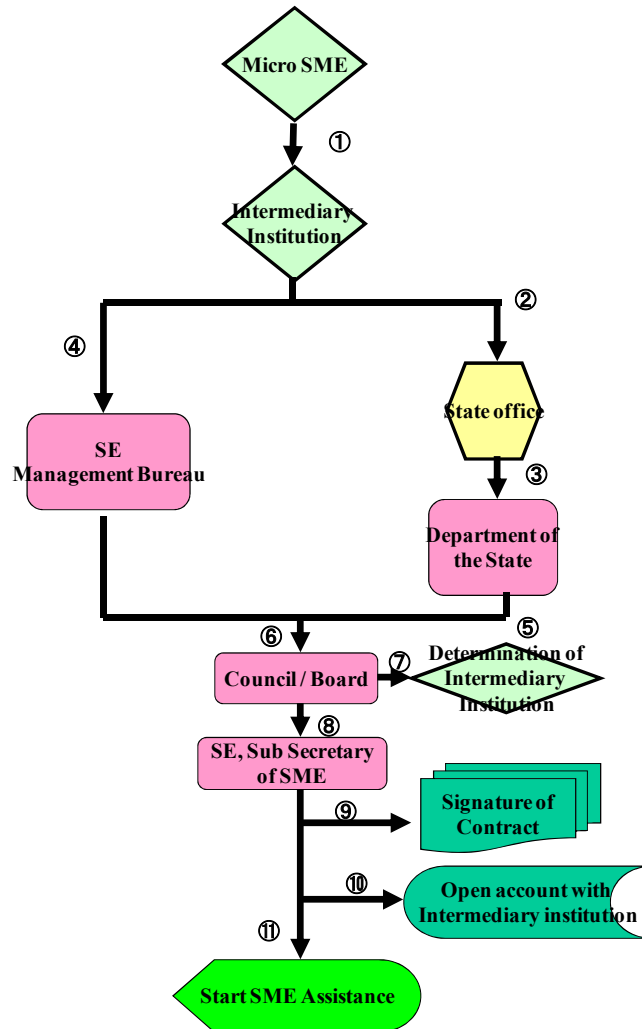 Micro SME
①
Intermediary
Institution
②
④
State office
SE
Management Bureau
③
Department of
the State
⑤
⑥
⑦
Determination of
Intermediary
Institution
Council / Board
⑧
SE, Sub Secretary
of SME
Signature of
Contract
⑨
⑩
Open account with
Intermediary institution
⑪
Start SME Assistance